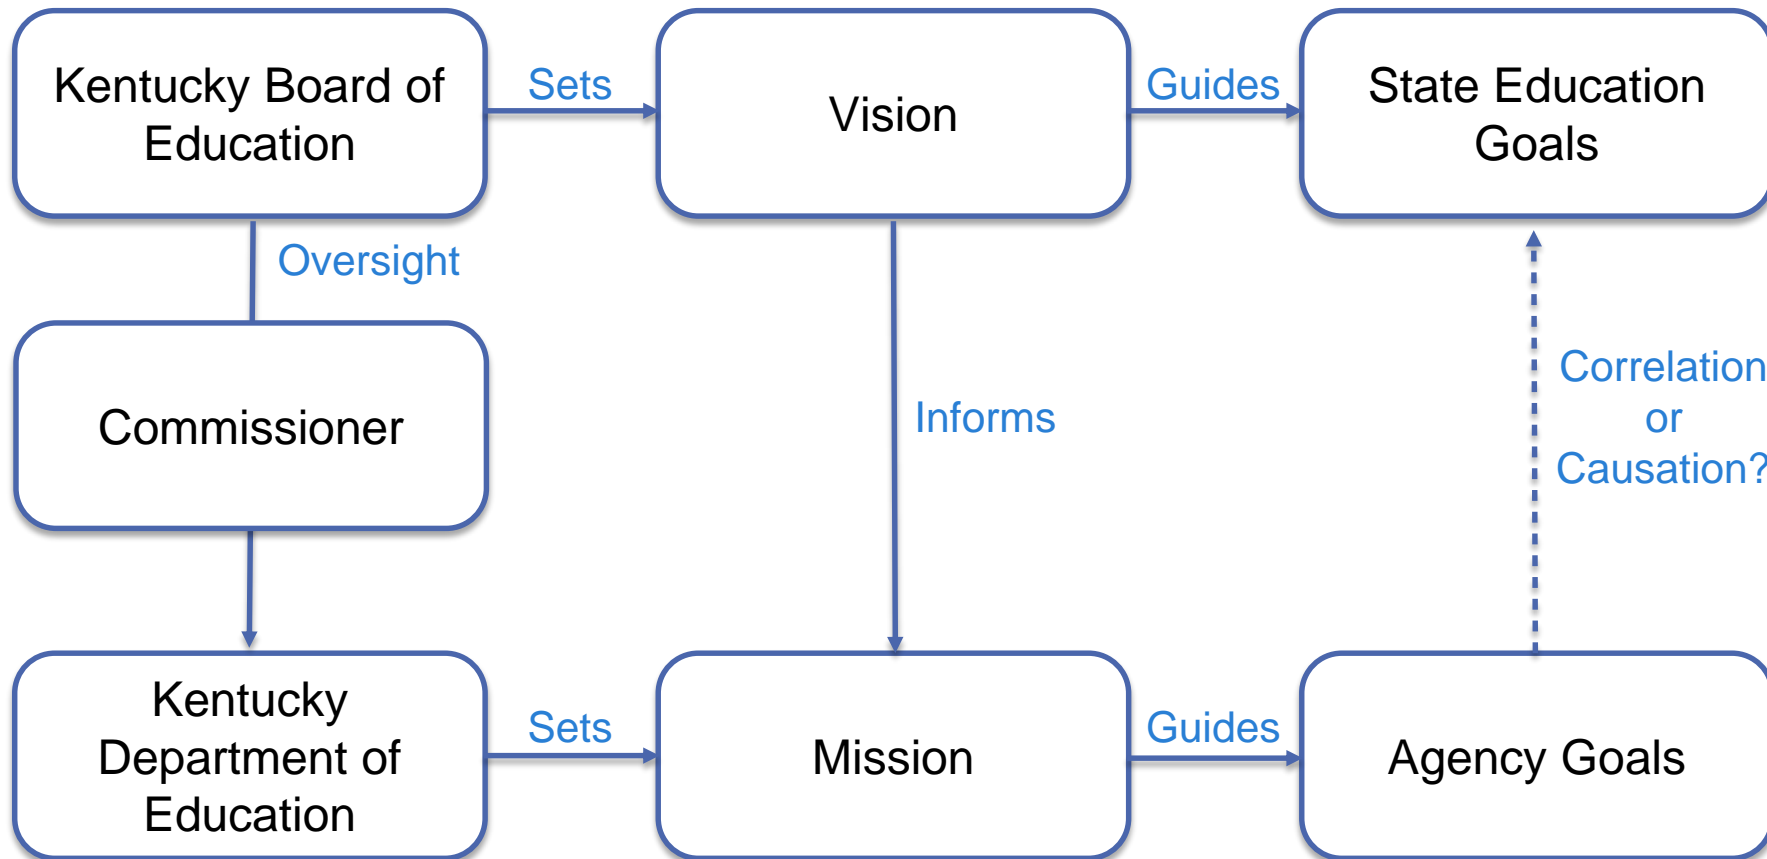 Kentucky Board of
Education
Sets
Vision
Guides
State Education
Goals
Oversight
Commissioner
Informs
Correlation
or
Causation?
Kentucky
Department of
Education
Sets
Mission
Guides
Agency Goals